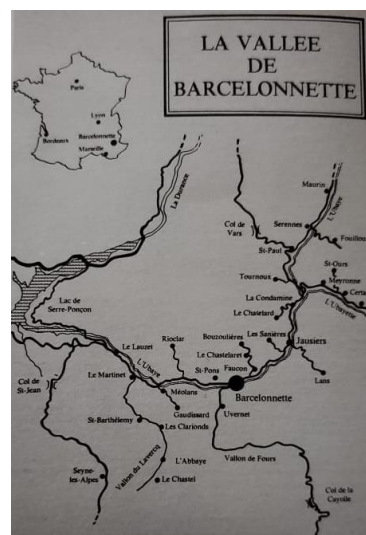 LA VALLEE
DE
BARCELONNETTE
Paris
Lyon
Bordeaux
Barcelonnette
Marseille
La Durance
Maurin
L'Ubaye
Serennes
Col de
Vars
Fouillou
St-Paul
St-Ours
Meyronne
Tournoux
Certa
La Condamine
L'Ubayette
Lac de
Serre-Ponçon
Le Chatelard
Les Sanières
Bouzoulières
Jausiers
Rioclar
Le Lauzet
Le Chastelaret
L'Ubaye
St-Pons
Faucon
Le Martinet
Lans
Col de
St-Jean
Méolans
Barcelonnette
Gaudissard
Uvernet
St-Barthélemy
Les Clarionds
L'Abbaye
Vallon de Fours
Seyne-
les-Alpes
Vallon du Laverq
Le Chastel
Col de la
Cayolle